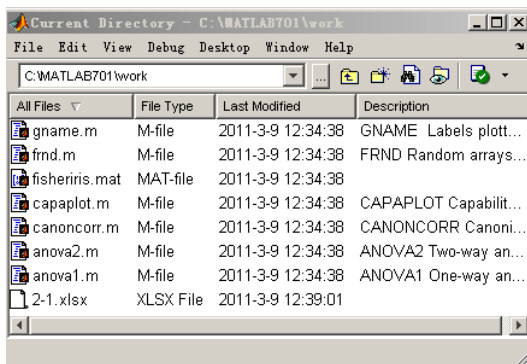 Current Directory - C:\MATLAB701\work
File Edit View Debug Desktop Window Help
C:\MATLAB701\work ...
All Files File Type Last Modified Description
gname.m M-file 2011-3-9 12:34:38 GNAME Labels plott...
frnd.m M-file 2011-3-9 12:34:38 FRND Random arrays...
fisheriris.mat MAT-file 2011-3-9 12:34:38
capaplot.m M-file 2011-3-9 12:34:38 CAPAPLOT Capabilit...
canoncorr.m M-file 2011-3-9 12:34:38 CANONCORR Canoni...
anova2.m M-file 2011-3-9 12:34:38 ANOVA2 Two-way an...
anova1.m M-file 2011-3-9 12:34:38 ANOVA1 One-way an...
2-1.xlsx XLSX File 2011-3-9 12:39:01